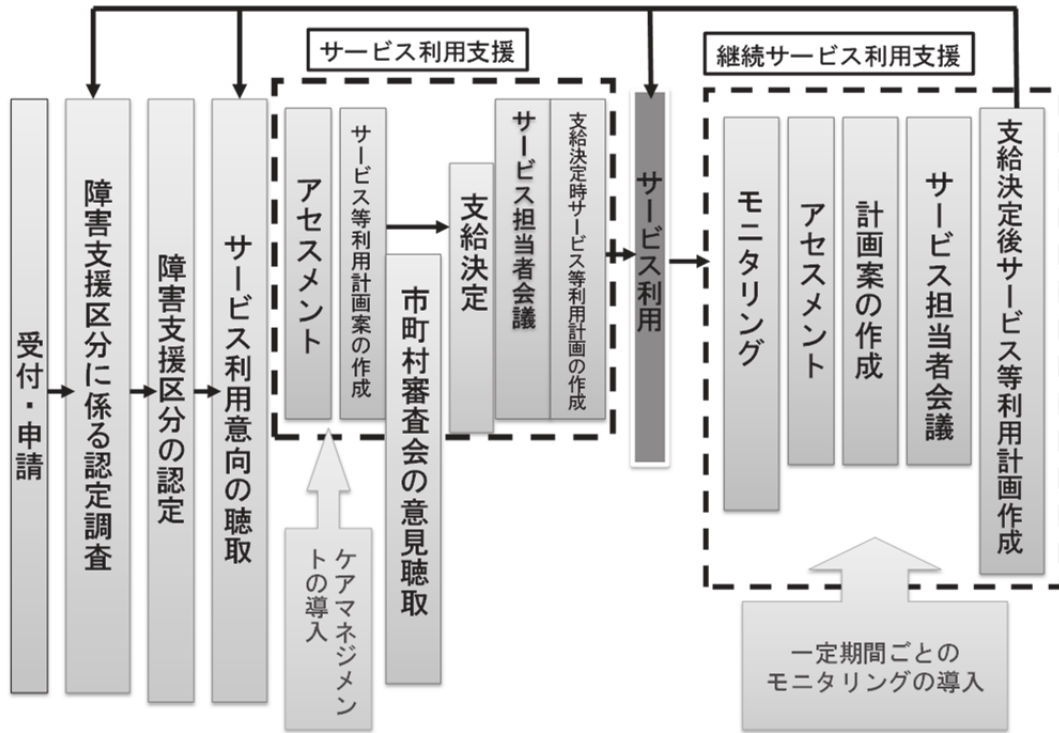 サービス利用支援
継続サービス利用支援
受付・申請
障害支援区分に係る認定調査
障害支援区分の認定
サービス利用意向の聴取
アセスメント
サービス等利用計画案の作成
市町村審査会の意見聴取
支給決定
サービス担当者会議
支給決定時サービス等利用計画の作成
サービス利用
モニタリング
アセスメント
計画案の作成
サービス担当者会議
支給決定後サービス等利用計画作成
ケアマネジメン
トの導入
一定期間ごとの
モニタリングの導入